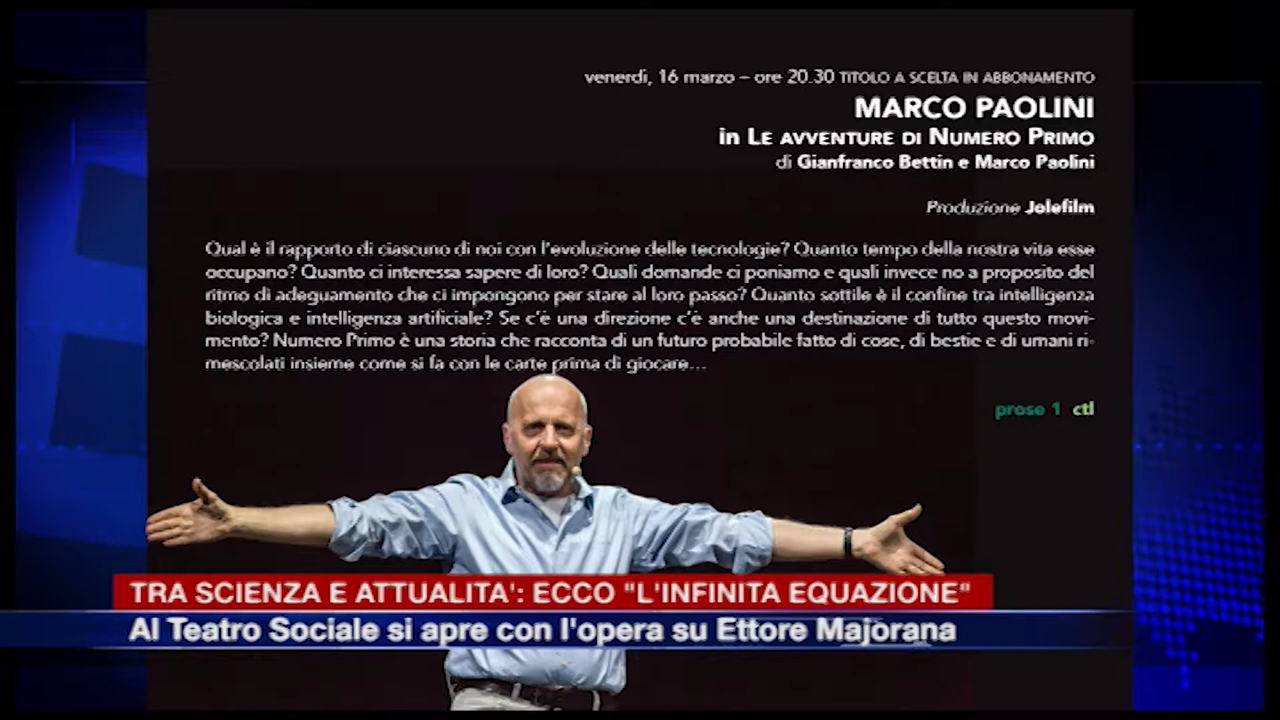 venerdì, 16 marzo – ore 20.30 TITOLO A SCELTA IN ABBONAMENTO
MARCO PAOLINI
in LE AVVENTURE DI NUMERO PRIMO
di Gianfranco Bettin e Marco Paolini
Produzione Jolefilm
Qual è il rapporto di ciascuno di noi con l'evoluzione delle tecnologie? Quanto tempo della nostra vita esse
occupano? Quanto ci interessa sapere di loro? Quali domande ci poniamo e quali invece no a proposito del
ritmo di adeguamento che ci impongono per stare al loro passo? Quanto sottile è il confine tra intelligenza
biologica e intelligenza artificiale? Se c'è una direzione c'è anche una destinazione di tutto questo movi-
mento? Numero Primo è una storia che racconta di un futuro probabile fatto di cose, di bestie e di umani ri-
mescolati insieme come si fa con le carte prima di giocare...
prose 1 ctl
TRA SCIENZA E ATTUALITA': ECCO "L'INFINITA EQUAZIONE"
Al Teatro Sociale si apre con l'opera su Ettore Majorana